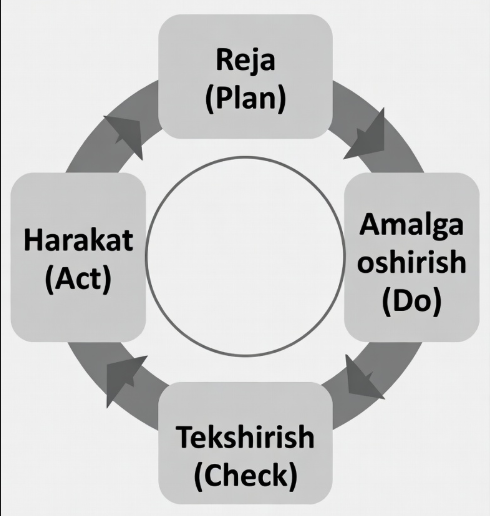 Reja
(Plan)
Amalga
oshirish
(Do)
Tekshirish
(Check)
Harakat
(Act)